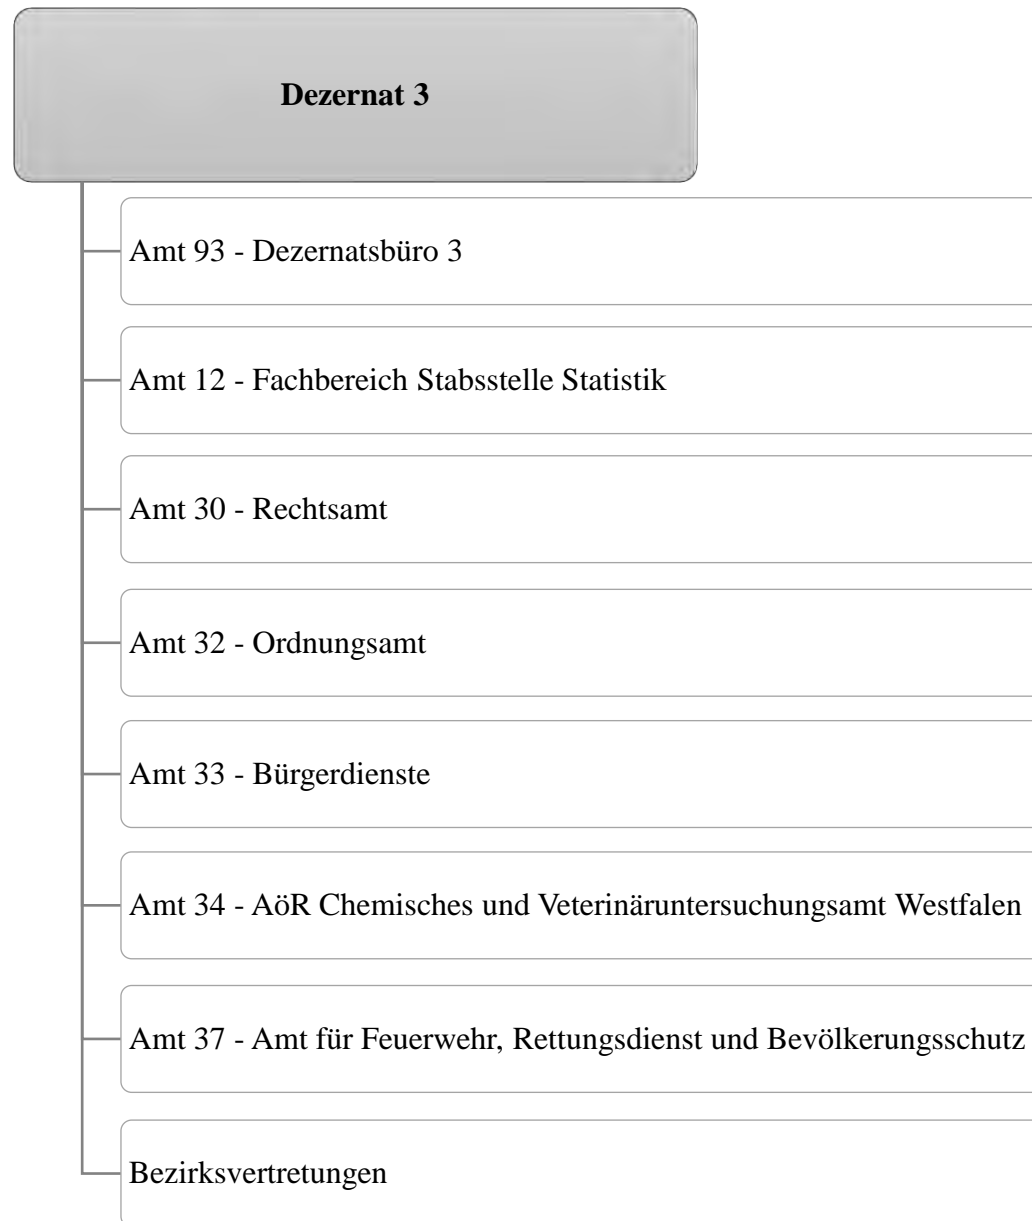 Dezernat 3
Amt 93 - Dezernatsbüro 3
Amt 12 - Fachbereich Stabsstelle Statistik
Amt 30 - Rechtsamt
Amt 32 - Ordnungsamt
Amt 33 - Bürgerdienste
Amt 34 - AöR Chemisches und Veterinäruntersuchungsamt Westfalen
Amt 37 - Amt für Feuerwehr, Rettungsdienst und Bevölkerungsschutz
Bezirksvertretungen